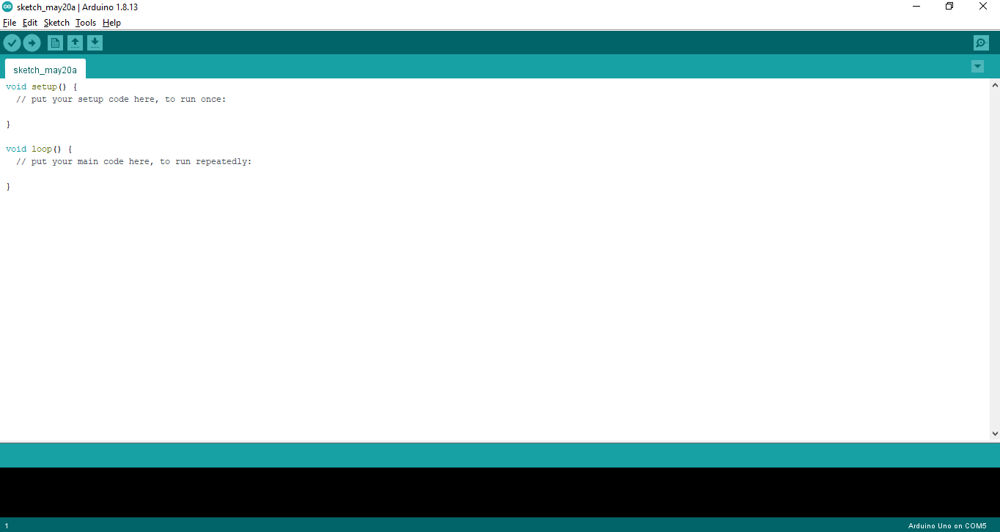 sketch_may20a | Arduino 1.8.13
File Edit Sketch Tools Help
sketch_may20a
void setup() {
  // put your setup code here, to run once:
}
void loop() {
  // put your main code here, to run repeatedly:
}
1
Arduino Uno on COM5